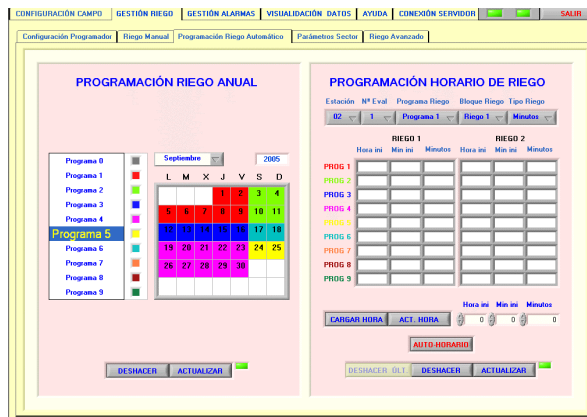 CONFIGURACIÓN CAMPO GESTIÓN RIEGO GESTIÓN ALARMAS VISUALIDACIÓN DATOS AYUDA CONEXIÓN SERVIDOR SALIR
Configuración Programador Riego Manual Programación Riego Automático Parámetros Sector Riego Avanzado
PROGRAMACIÓN RIEGO ANUAL
Programa 0
Programa 1
Programa 2
Programa 3
Programa 4
Programa 5
Programa 6
Programa 7
Programa 8
Programa 9
Septiembre 2005
L M X J V S D
1 2 3 4
5 6 7 8 9 10 11
12 13 14 15 16 17 18
19 20 21 22 23 24 25
26 27 28 29 30
DESHACER ACTUALIZAR
PROGRAMACIÓN HORARIO DE RIEGO
Estación Nª Eval Programa Riego Bloque Riego Tipo Riego
02 1 Programa 1 Riego 1 Minutos
RIEGO 1 RIEGO 2
Hora ini Min ini Minutos Hora ini Min ini Minutos
PROG 1
PROG 2
PROG 3
PROG 4
PROG 5
PROG 6
PROG 7
PROG 8
PROG 9
Hora ini Min ini Minutos
CARGAR HORA ACT. HORA 0 0 0
AUTO-HORARIO
DESHACER ÚLT. DESHACER ACTUALIZAR